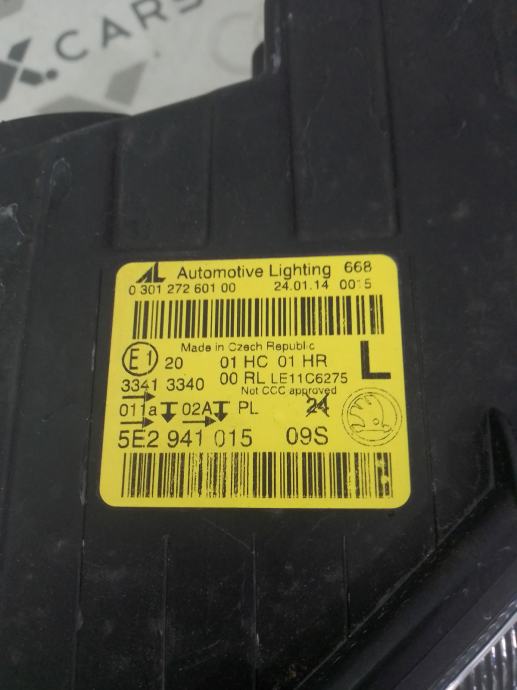 X.CARS
AL Automotive Lighting 668
0 301 272 601 00 24.01.14 0015
Made in Czech Republic
E1 20 01 HC 01 HR L
3341 3340 00 RL LE11C6275
Not CCC approved
011a 02A PL 24
5E2 941 015 09S